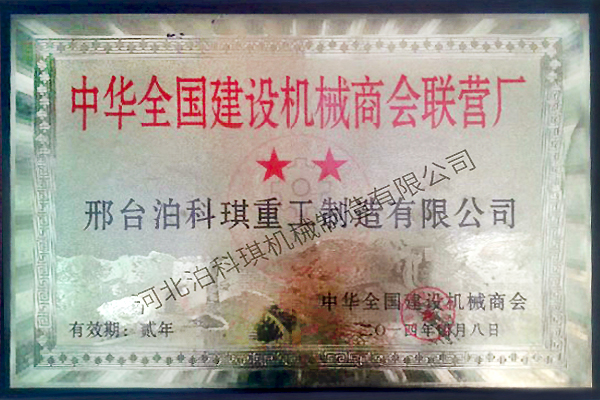 中华全国建设机械商会联营厂
邢台泊科琪重工制造有限公司
河北泊科琪机械制造有限公司
中华全国建设机械商会
有效期：贰年
二〇一四年四月八日